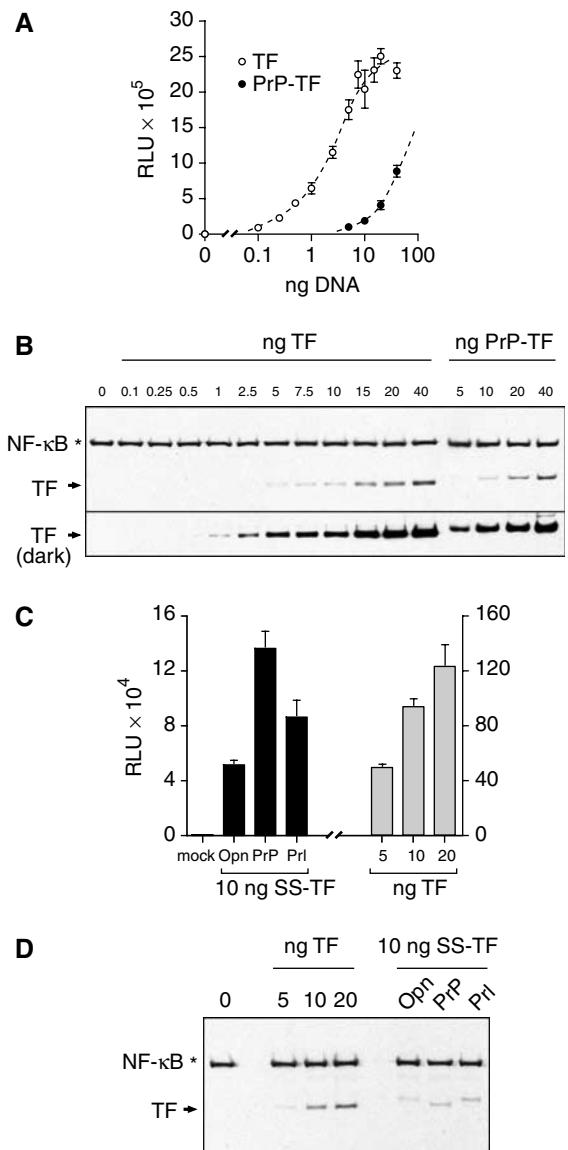 A
TF
PrP-TF
RLU × 10⁵
30
25
20
15
10
5
0
0 0.1 1 10 100
ng DNA
B
ng TF ng PrP-TF
0 0.1 0.25 0.5 1 2.5 5 7.5 10 15 20 40 5 10 20 40
NF-κB *
TF
TF
(dark)
C
RLU × 10⁴
16 160
12 120
8 80
4 40
0 0
mock Opn PrP Prl 5 10 20
10 ng SS-TF ng TF
D
ng TF 10 ng SS-TF
0 5 10 20 Opn PrP Prl
NF-κB *
TF